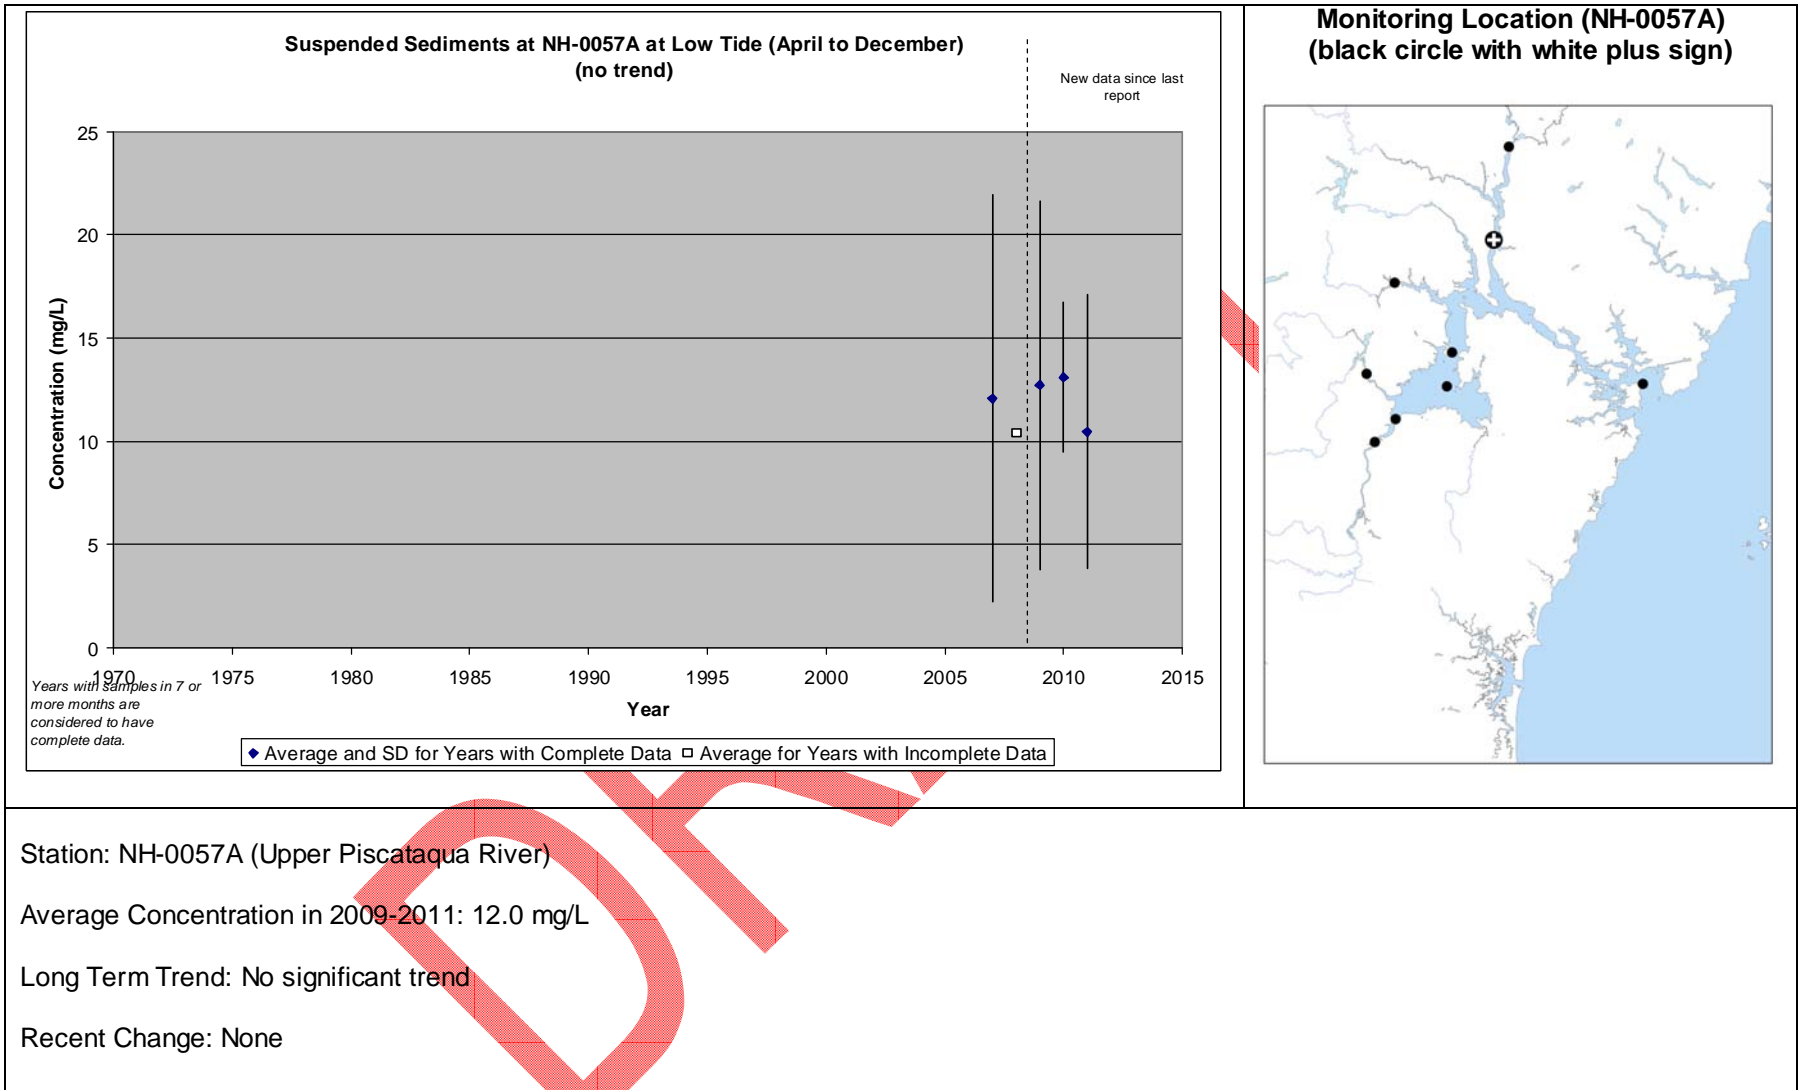 Suspended Sediments at NH-0057A at Low Tide (April to December)
(no trend)
New data since last
report
25
20
15
10
5
0
Concentration (mg/L)
1970 1975 1980 1985 1990 1995 2000 2005 2010 2015
Year
Years with samples in 7 or
more months are
considered to have
complete data.
Average and SD for Years with Complete Data Average for Years with Incomplete Data
Monitoring Location (NH-0057A)
(black circle with white plus sign)
Station: NH-0057A (Upper Piscataqua River)
Average Concentration in 2009-2011: 12.0 mg/L
Long Term Trend: No significant trend
Recent Change: None